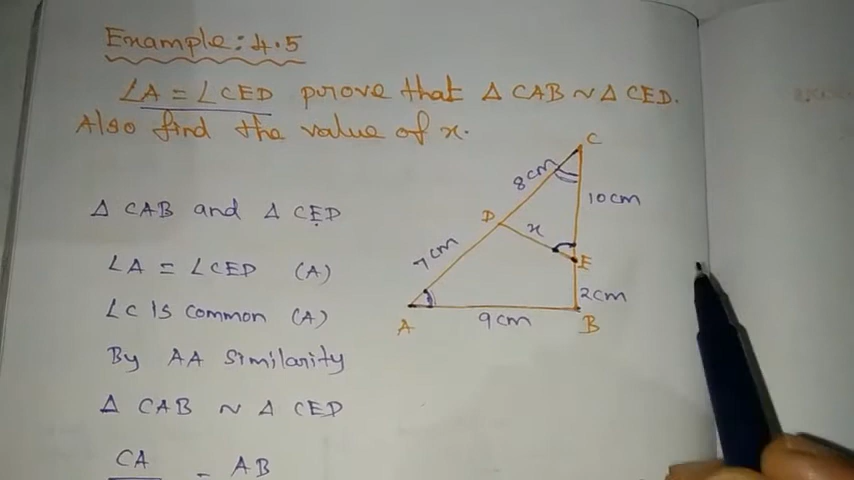 Example: 4.5
∠A = ∠CED prove that Δ CAB ~ Δ CED.
Also find the value of x.
Δ CAB and Δ CED
∠A = ∠CED (A)
∠C is common (A)
By AA Similarity
Δ CAB ~ Δ CED
CA = AB
C
8cm
10cm
D
x
7cm
E
2cm
A
9cm
B